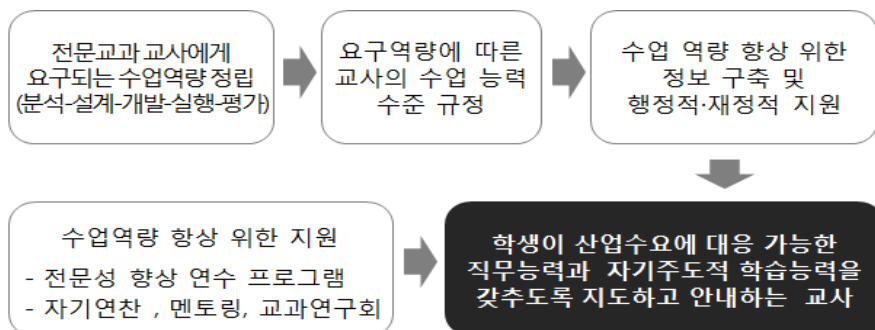 전문교과 교사에게
요구되는 수업역량 정립
(분석-설계-개발-실행-평가)
요구역량에 따른
교사의 수업 능력
수준 규정
수업 역량 향상 위한
정보 구축 및
행정적·재정적 지원
수업역량 항상 위한 지원
- 전문성 향상 연수 프로그램
- 자기연찬 , 멘토링, 교과연구회
학생이 산업수요에 대응 가능한
직무능력과 자기주도적 학습능력을
갖추도록 지도하고 안내하는 교사